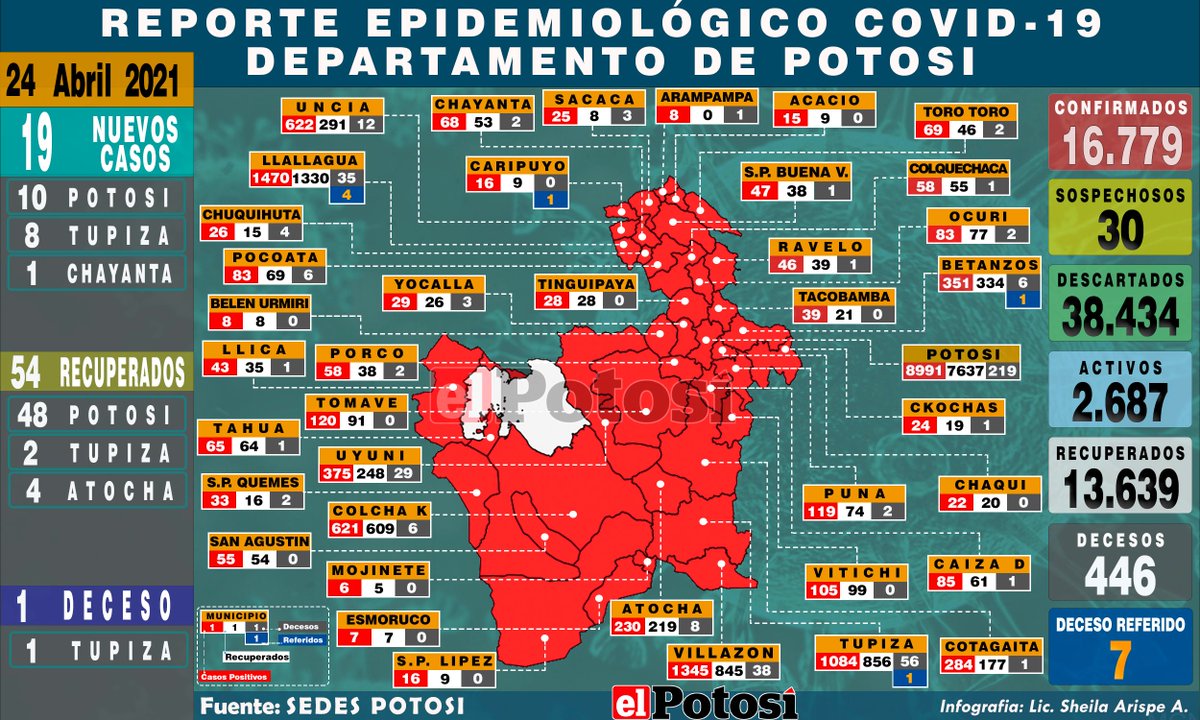 REPORTE EPIDEMIOLÓGICO COVID-19
DEPARTAMENTO DE POTOSI
24 Abril 2021
19 NUEVOS CASOS
10 POTOSI
8 TUPIZA
1 CHAYANTA
54 RECUPERADOS
48 POTOSI
2 TUPIZA
4 ATOCHA
1 DECESO
1 TUPIZA
UNCIA
622 291 12
CHAYANTA
68 53 2
SACACA
25 8 3
ARAMPAMPA
8 0 1
ACACIO
15 9 0
TORO TORO
69 46 2
LLALLAGUA
1470 1330 35
4
CARIPUYO
16 9 0
1
S.P. BUENA V.
47 38 1
COLQUECHACA
58 55 1
CHUQUIHUTA
26 15 4
OCURI
83 77 2
POCOATA
83 69 6
RAVELO
46 39 1
YOCALLA
29 26 3
TINGUIPAYA
28 28 0
TACOBAMBA
39 21 0
BETANZOS
351 334 6
1
BELEN URMIRI
8 8 0
LLICA
43 35 1
PORCO
58 38 2
POTOSI
8991 7637 219
TOMAVE
120 91 0
CKOCHAS
24 19 1
TAHUA
65 64 1
UYUNI
375 248 29
S.P. QUEMES
33 16 2
COLCHA K
621 609 6
PUNA
119 74 2
CHAQUI
22 20 0
SAN AGUSTIN
55 54 0
MOJINETE
6 5 0
VITICHI
105 99 0
CAIZA D
85 61 1
ESMORUCO
7 7 0
ATOCHA
230 219 8
S.P. LIPEZ
16 9 0
VILLAZON
1345 845 38
TUPIZA
1084 856 56
1
COTAGAITA
284 177 1
MUNICIPIO
1 1 1 Decesos
1 Referidos
Recuperados
Casos Positivos
CONFIRMADOS
16.779
SOSPECHOSOS
30
DESCARTADOS
38.434
ACTIVOS
2.687
RECUPERADOS
13.639
DECESOS
446
DECESO REFERIDO
7
el Potosí
Fuente: SEDES POTOSI
el Potosí
Infografia: Lic. Sheila Arispe A.